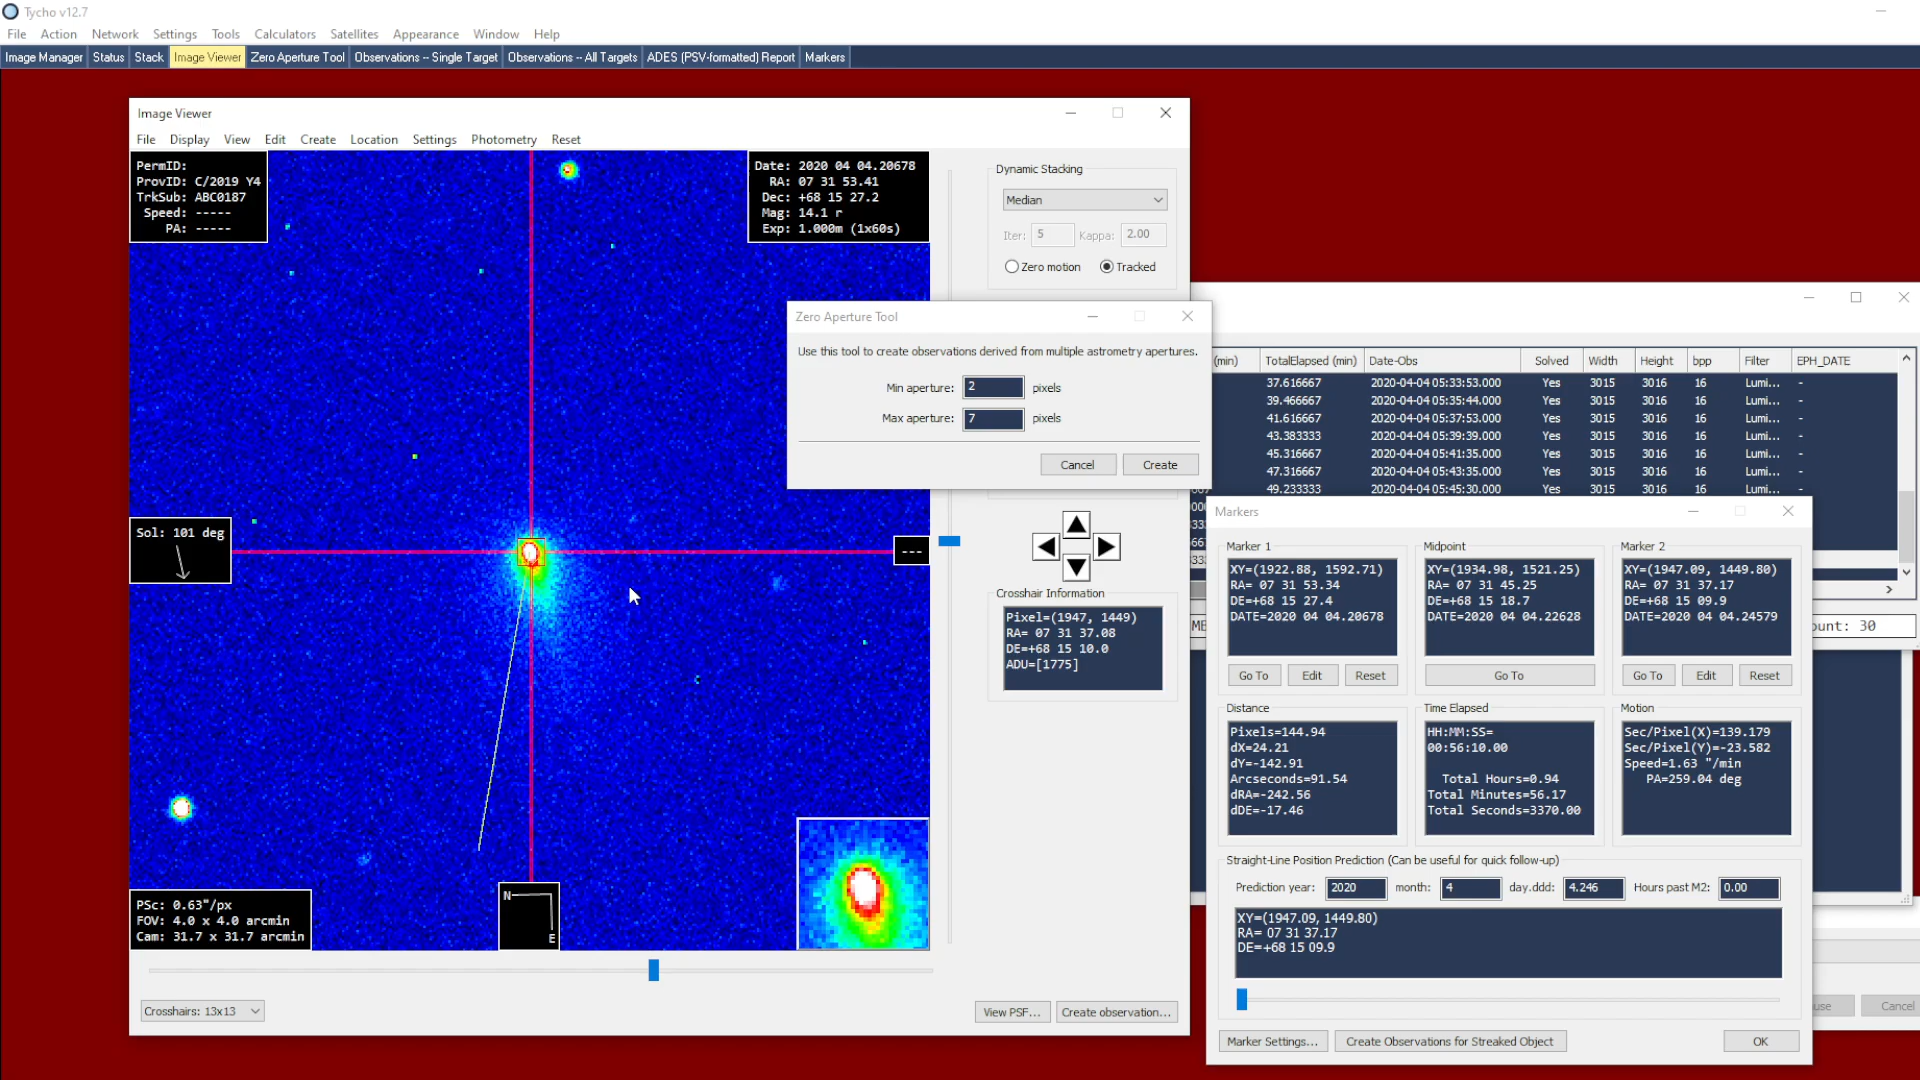 Tycho v12.7
File Action Network Settings Tools Calculators Satellites Appearance Window Help
Image Manager Status Stack Image Viewer Zero Aperture Tool Observations -- Single Target Observations -- All Targets ADES (PSV-formatted) Report Markers
Image Viewer
File Display View Edit Create Location Settings Photometry Reset
PermID:
ProvID: C/2019 Y4
TrkSub: ABC0187
Speed: -----
PA: -----
Date: 2020 04 04.20678
RA: 07 31 53.41
Dec: +68 15 27.2
Mag: 14.1 r
Exp: 1.000m (1x60s)
Sol: 101 deg
---
PSc: 0.63"/px
FOV: 4.0 x 4.0 arcmin
Cam: 31.7 x 31.7 arcmin
N
E
Crosshairs: 13x13
View PSF... Create observation...
Dynamic Stacking
Median
Iter: 5 Kappa: 2.00
Zero motion Tracked
Zero Aperture Tool
Use this tool to create observations derived from multiple astrometry apertures.
Min aperture: 2 pixels
Max aperture: 7 pixels
Cancel Create
Crosshair Information
Pixel=(1947, 1449)
RA= 07 31 37.08
DE=+68 15 10.0
ADU=[1775]
(min) TotalElapsed (min) Date-Obs Solved Width Height bpp Filter EPH_DATE
37.616667 2020-04-04 05:33:53.000 Yes 3015 3016 16 Lumi... -
39.466667 2020-04-04 05:35:44.000 Yes 3015 3016 16 Lumi... -
41.616667 2020-04-04 05:37:53.000 Yes 3015 3016 16 Lumi... -
43.383333 2020-04-04 05:39:39.000 Yes 3015 3016 16 Lumi... -
45.316667 2020-04-04 05:41:35.000 Yes 3015 3016 16 Lumi... -
47.316667 2020-04-04 05:43:35.000 Yes 3015 3016 16 Lumi... -
49.233333 2020-04-04 05:45:30.000 Yes 3015 3016 16 Lumi... -
Markers
Marker 1
XY=(1922.88, 1592.71)
RA= 07 31 53.34
DE=+68 15 27.4
DATE=2020 04 04.20678
Go To Edit Reset
Midpoint
XY=(1934.98, 1521.25)
RA= 07 31 45.25
DE=+68 15 18.7
DATE=2020 04 04.22628
Go To
Marker 2
XY=(1947.09, 1449.80)
RA= 07 31 37.17
DE=+68 15 09.9
DATE=2020 04 04.24579
Go To Edit Reset
Distance
Pixels=144.94
dX=24.21
dY=-142.91
Arcseconds=91.54
dRA=-242.56
dDE=-17.46
Time Elapsed
HH:MM:SS=
00:56:10.00
Total Hours=0.94
Total Minutes=56.17
Total Seconds=3370.00
Motion
Sec/Pixel(X)=139.179
Sec/Pixel(Y)=-23.582
Speed=1.63 "/min
PA=259.04 deg
Straight-Line Position Prediction (Can be useful for quick follow-up)
Prediction year: 2020 month: 4 day.ddd: 4.246 Hours past M2: 0.00
XY=(1947.09, 1449.80)
RA= 07 31 37.17
DE=+68 15 09.9
Marker Settings... Create Observations for Streaked Object OK
ount: 30
use Cancel